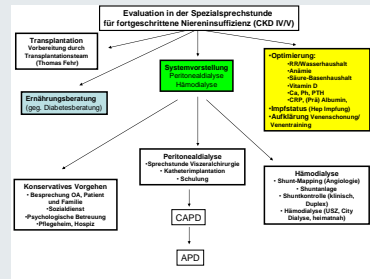 Evaluation in der Spezialsprechstunde
für fortgeschrittene Niereninsuffizienz (CKD IV/V)
Transplantation
Vorbereitung durch
Transplantationsteam
(Thomas Fehr)
Ernährungsberatung
(geg. Diabetesberatung)
Systemvorstellung
Peritonealdialyse
Hämodialyse
•Optimierung:
•RR/Wasserhaushalt
•Anämie
•Säure-Basenhaushalt
•Vitamin D
•Ca, Ph, PTH
•CRP, (Prä) Albumin,
•Impfstatus (Hep Impfung)
•Aufklärung Venenschonung/
Venentraining
Konservatives Vorgehen
•Besprechung OA, Patient
und Familie
•Sozialdienst
•Psychologische Betreuung
•Pflegeheim, Hospiz
Peritonealdialyse
•Sprechstunde Viszeralchirurgie
•Katheterimplantation
•Schulung
CAPD
APD
Hämodialyse
•Shunt-Mapping (Angiologie)
•Shuntanlage
•Shuntkontrolle (klinisch,
Duplex)
•Hämodialyse (USZ, City
Dialyse, heimatnah)